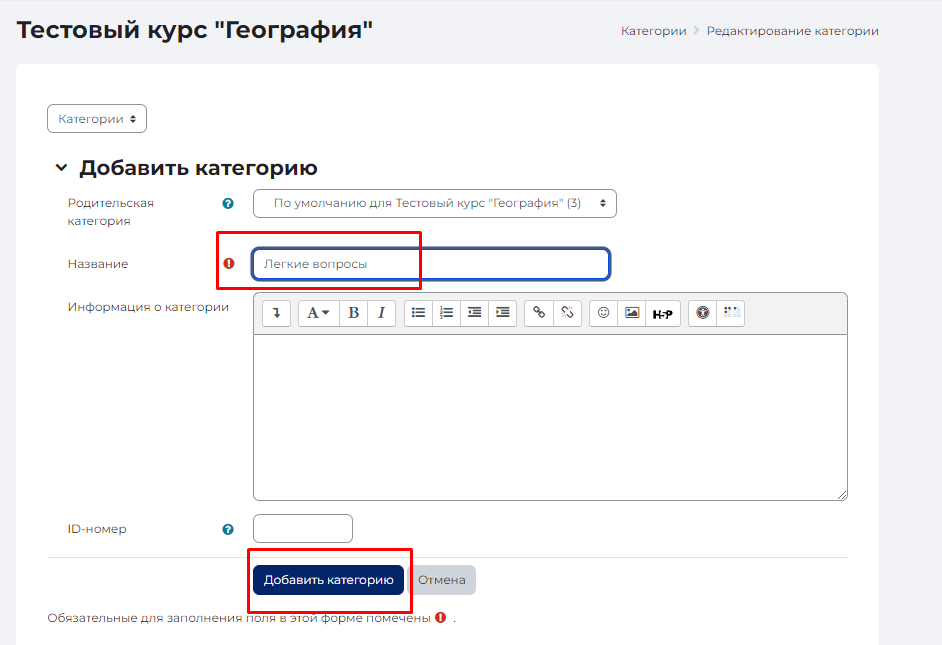 Тестовый курс "География"
Категории Редактирование категории
Категории
Добавить категорию
Родительская категория
По умолчанию для Тестовый курс "География" (3)
Название
Легкие вопросы
Информация о категории
A B I
H5P
ID-номер
Добавить категорию Отмена
Обязательные для заполнения поля в этой форме помечены .